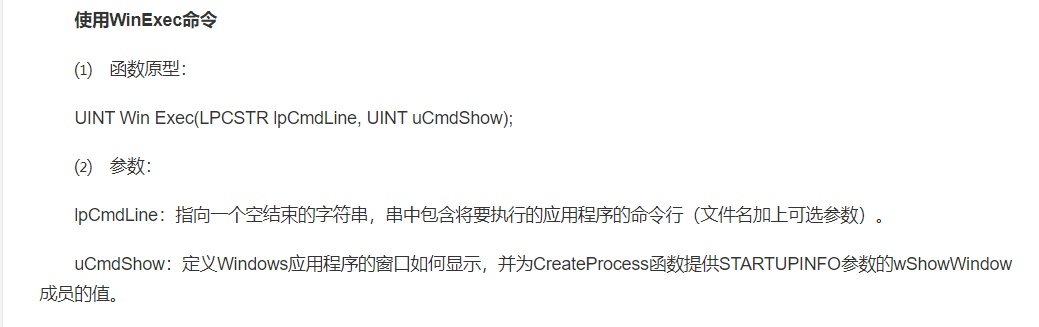 使用WinExec命令
⑴ 函数原型：
UINT Win Exec(LPCSTR lpCmdLine, UINT uCmdShow);
⑵ 参数：
lpCmdLine：指向一个空结束的字符串，串中包含将要执行的应用程序的命令行（文件名加上可选参数）。
uCmdShow：定义Windows应用程序的窗口如何显示，并为CreateProcess函数提供STARTUPINFO参数的wShowWindow
成员的值。